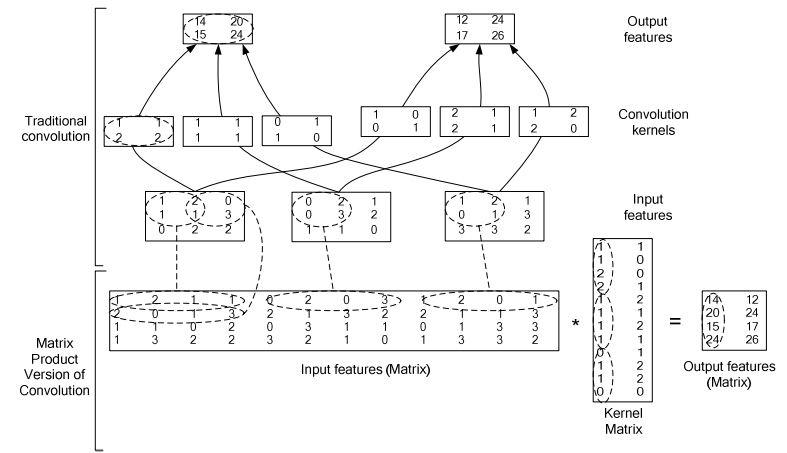 14 20 12 24 Output
15 24 17 26 features
Traditional
convolution
1 1 1 1 0 1 1 0 2 1 1 2 Convolution
2 2 1 1 1 0 0 1 2 1 2 0 kernels
1 2 0 0 2 1 1 2 1 Input
1 1 3 0 3 2 0 1 3 features
0 2 2 1 1 0 3 3 2
Matrix
Product
Version of
Convolution
1 2 1 1 0 2 0 3 1 2 0 1
2 0 1 3 2 1 3 2 2 1 1 3
1 1 0 2 0 3 1 1 0 1 3 3
1 3 2 2 3 2 1 0 1 3 3 2
Input features (Matrix)
*
1 1
1 0
2 0
2 1
1 2
1 1
1 2
1 1
0 1
1 2
1 2
0 0
Kernel
Matrix
=
14 12
20 24
15 17
24 26
Output features
(Matrix)